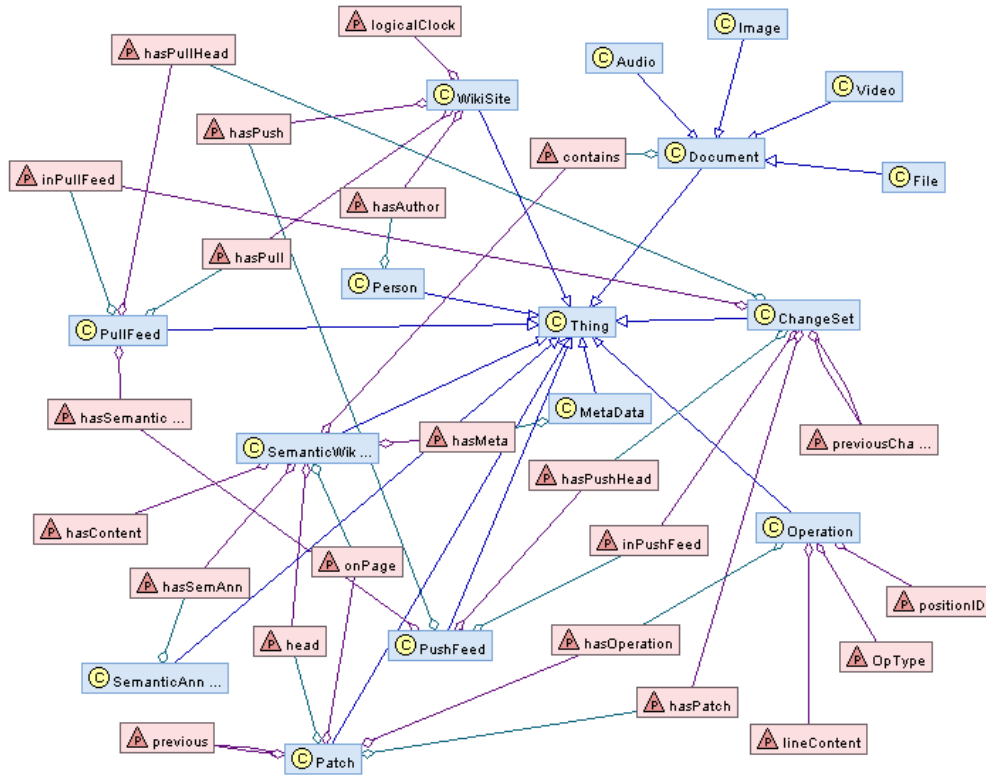 C Image
P logicalClock
P hasPullHead
C Audio
C Video
C WikiSite
P hasPush
P contains
C Document
P inPullFeed
C File
P hasAuthor
P hasPull
C Person
C PullFeed
C Thing
C ChangeSet
P hasSemantic ...
C MetaData
C SemanticWik ...
P hasMeta
P previousCha ...
P hasPushHead
P hasContent
C Operation
P inPushFeed
P onPage
P hasSemAnn
P positionID
P head
C PushFeed
P hasOperation
P OpType
C SemanticAnn ...
P hasPatch
P previous
P lineContent
C Patch